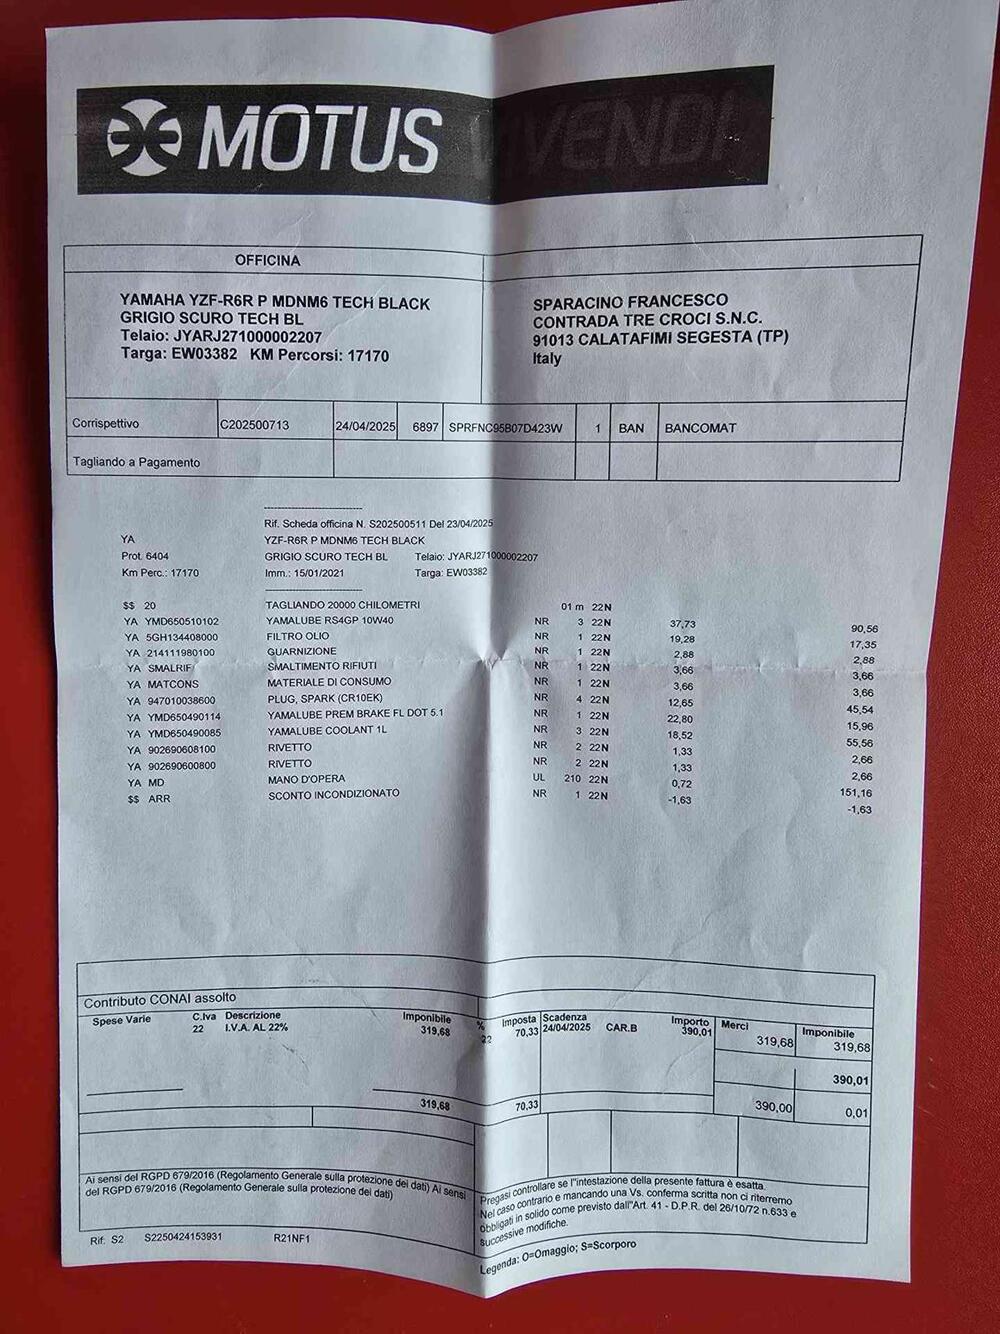 MOTUS VIVENDI
OFFICINA
YAMAHA YZF-R6R P MDNM6 TECH BLACK
GRIGIO SCURO TECH BL
Telaio: JYARJ271000002207
Targa: EW03382 KM Percorsi: 17170
SPARACINO FRANCESCO
CONTRADA TRE CROCI S.N.C.
91013 CALATAFIMI SEGESTA (TP)
Italy
Corrispettivo C202500713 24/04/2025 6897 SPRFNC95B07D423W 1 BAN BANCOMAT
Tagliando a Pagamento
------------------------------
Rif. Scheda officina N. S202500511 Del 23/04/2025
YA YZF-R6R P MDNM6 TECH BLACK
Prot. 6404 GRIGIO SCURO TECH BL Telaio: JYARJ271000002207
Km Perc.: 17170 Imm.: 15/01/2021 Targa: EW03382
------------------------------
$$ 20 TAGLIANDO 20000 CHILOMETRI 01 m 22N
YA YMD650510102 YAMALUBE RS4GP 10W40 NR 3 22N 37,73 90,56
YA 5GH134408000 FILTRO OLIO NR 1 22N 19,28 17,35
YA 214111980100 GUARNIZIONE NR 1 22N 2,88 2,88
YA SMALRIF SMALTIMENTO RIFIUTI NR 1 22N 3,66 3,66
YA MATCONS MATERIALE DI CONSUMO NR 1 22N 3,66 3,66
YA 947010038600 PLUG, SPARK (CR10EK) NR 4 22N 12,65 45,54
YA YMD650490114 YAMALUBE PREM BRAKE FL DOT 5.1 NR 1 22N 22,80 15,96
YA YMD650490085 YAMALUBE COOLANT 1L NR 3 22N 18,52 55,56
YA 902690608100 RIVETTO NR 2 22N 1,33 2,66
YA 902690600800 RIVETTO NR 2 22N 1,33 2,66
YA MD MANO D'OPERA UL 210 22N 0,72 151,16
$$ ARR SCONTO INCONDIZIONATO NR 1 22N -1,63 -1,63
Contributo CONAI assolto
Spese Varie C.Iva Descrizione Imponibile % Imposta Scadenza Importo Merci Imponibile
22 I.V.A. AL 22% 319,68 22 70,33 24/04/2025 CAR.B 390,01 319,68 319,68
390,01
319,68 70,33 390,00 0,01
Ai sensi del RGPD 679/2016 (Regolamento Generale sulla protezione dei dati) Ai sensi
del RGPD 679/2016 (Regolamento Generale sulla protezione dei dati)
Pregasi controllare se l"intestazione della presente fattura è esatta.
Nel caso contrario e mancando una Vs. conferma scritta non ci riterremo
obbligati in solido come previsto dall"Art. 41 - D.P.R. del 26/10/72 n.633 e
successive modifiche.
Rif: S2 S2250424153931 R21NF1
Legenda: O=Omaggio; S=Scorporo